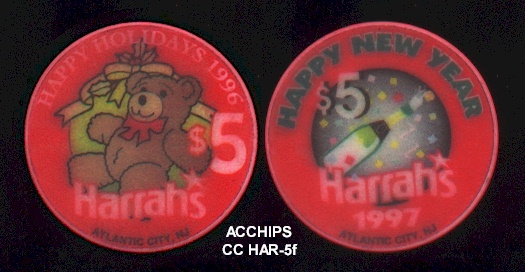 HAPPY HOLIDAYS 1996
$5
Harrah's
ATLANTIC CITY, NJ
HAPPY NEW YEAR
$5
Harrah's
1997
ATLANTIC CITY, NJ
ACCHIPS
CC HAR-5f